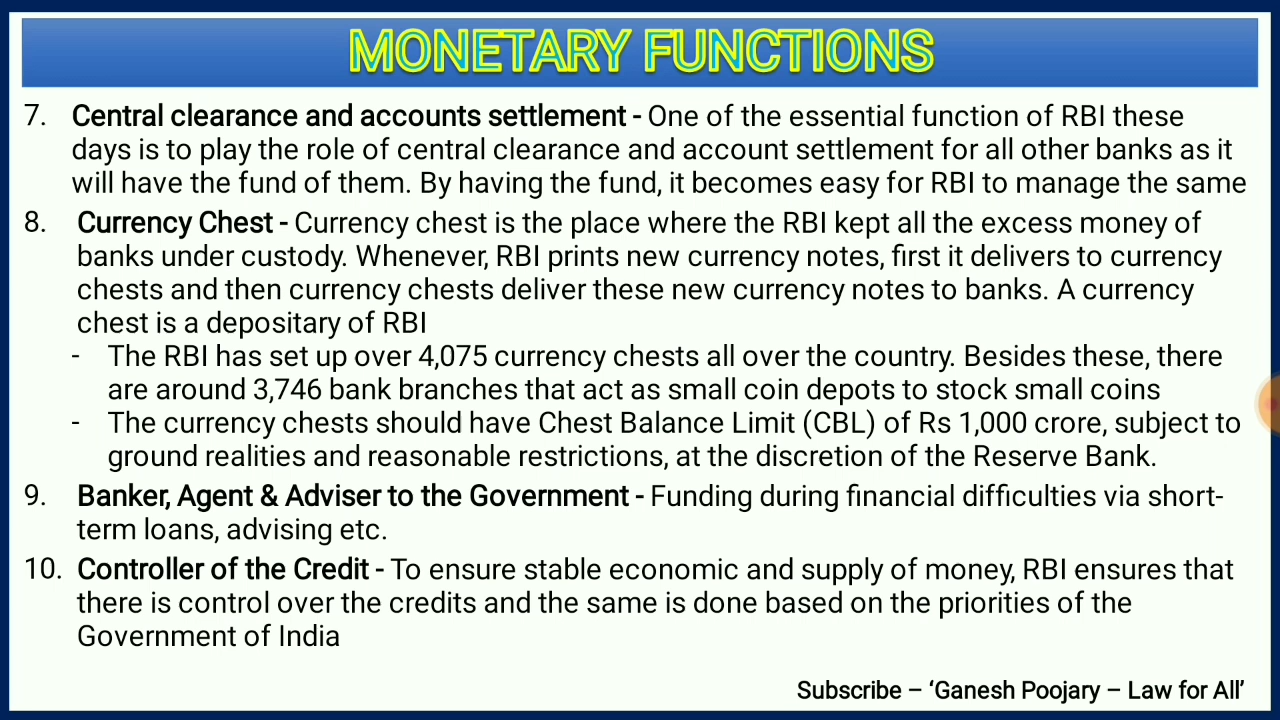 MONETARY FUNCTIONS
7. Central clearance and accounts settlement - One of the essential function of RBI these
days is to play the role of central clearance and account settlement for all other banks as it
will have the fund of them. By having the fund, it becomes easy for RBI to manage the same
8. Currency Chest - Currency chest is the place where the RBI kept all the excess money of
banks under custody. Whenever, RBI prints new currency notes, first it delivers to currency
chests and then currency chests deliver these new currency notes to banks. A currency
chest is a depositary of RBI
- The RBI has set up over 4,075 currency chests all over the country. Besides these, there
are around 3,746 bank branches that act as small coin depots to stock small coins
- The currency chests should have Chest Balance Limit (CBL) of Rs 1,000 crore, subject to
ground realities and reasonable restrictions, at the discretion of the Reserve Bank.
9. Banker, Agent & Adviser to the Government - Funding during financial difficulties via short-
term loans, advising etc.
10. Controller of the Credit - To ensure stable economic and supply of money, RBI ensures that
there is control over the credits and the same is done based on the priorities of the
Government of India
Subscribe – ‘Ganesh Poojary – Law for All’